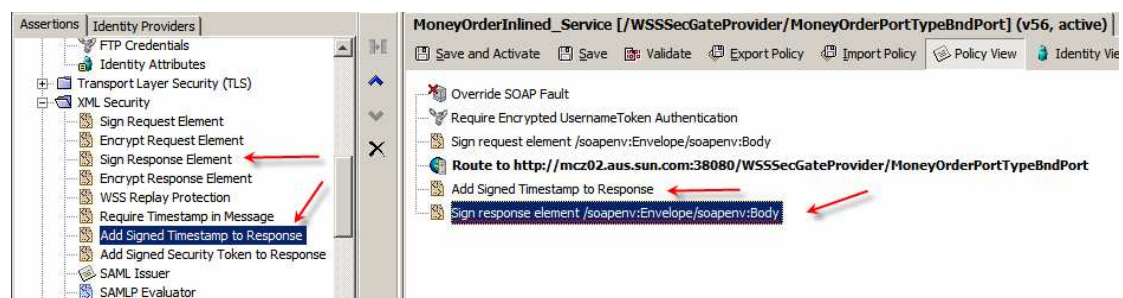 Assertions Identity Providers
FTP Credentials
Identity Attributes
Transport Layer Security (TLS)
XML Security
Sign Request Element
Encrypt Request Element
Sign Response Element
Encrypt Response Element
WSS Replay Protection
Require Timestamp in Message
Add Signed Timestamp to Response
Add Signed Security Token to Response
SAML Issuer
SAMLP Evaluator
MoneyOrderInlined_Service [/WSSSecGateProvider/MoneyOrderPortTypeBndPort] (v56, active)
Save and Activate Save Validate Export Policy Import Policy Policy View Identity Vie
Override SOAP Fault
Require Encrypted UsernameToken Authentication
Sign request element /soapenv:Envelope/soapenv:Body
Route to http://mcz02.aus.sun.com:38080/WSSSecGateProvider/MoneyOrderPortTypeBndPort
Add Signed Timestamp to Response
Sign response element /soapenv:Envelope/soapenv:Body